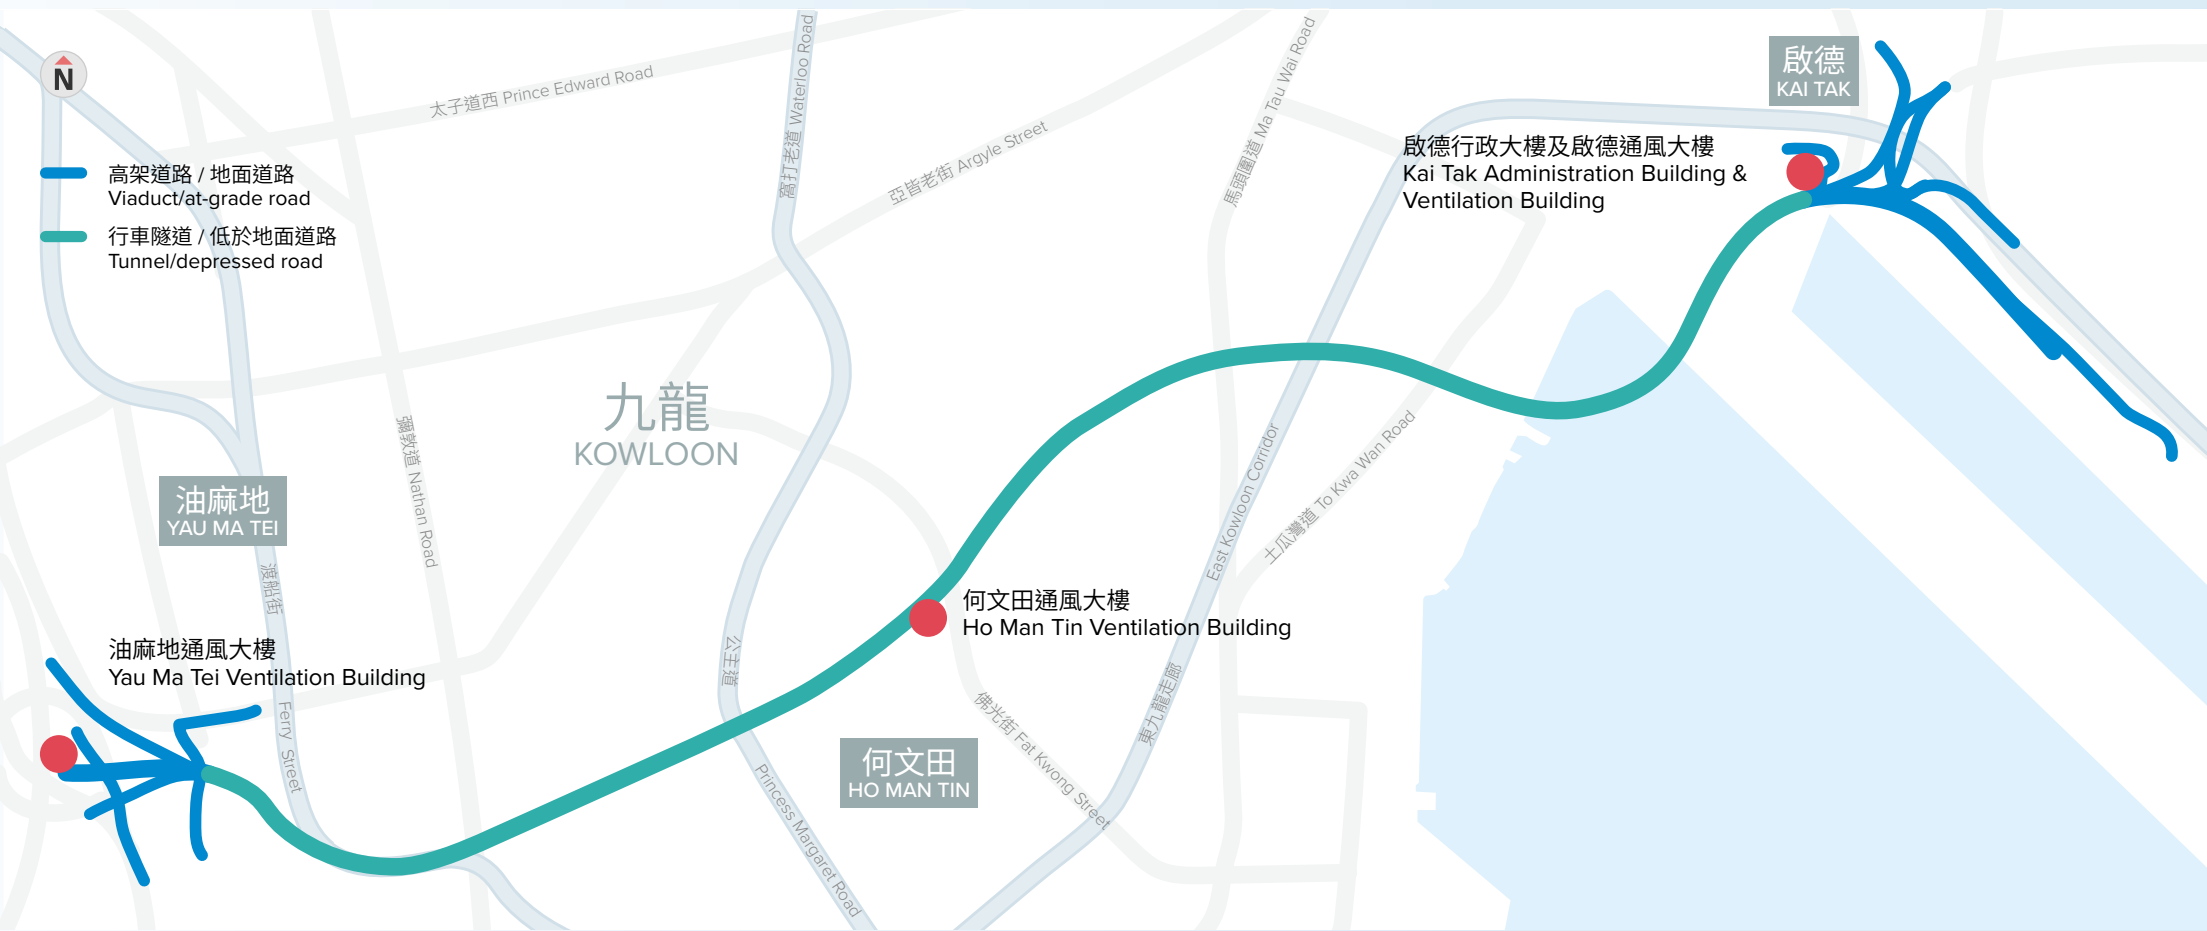 N
高架道路 / 地面道路
Viaduct/at-grade road
行車隧道 / 低於地面道路
Tunnel/depressed road
太子道西 Prince Edward Road
窩打老道 Waterloo Road
亞皆老街 Argyle Street
馬頭圍道 Ma Tau Wai Road
啟德
KAI TAK
啟德行政大樓及啟德通風大樓
Kai Tak Administration Building &
Ventilation Building
九龍
KOWLOON
彌敦道 Nathan Road
油麻地
YAU MA TEI
渡船街
Ferry Street
East Kowloon Corridor
東九龍走廊
土瓜灣道 To Kwa Wan Road
何文田通風大樓
Ho Man Tin Ventilation Building
油麻地通風大樓
Yau Ma Tei Ventilation Building
公主道
Princess Margaret Road
佛光街 Fat Kwong Street
何文田
HO MAN TIN